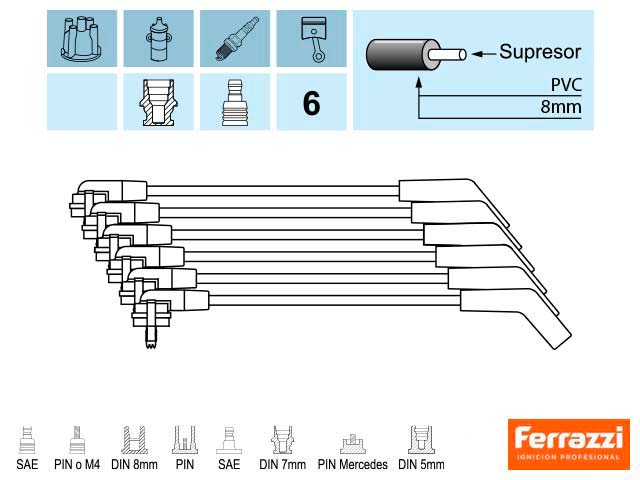 Supresor
PVC
8mm
6
SAE PIN o M4 DIN 8mm PIN SAE DIN 7mm PIN Mercedes DIN 5mm
Ferrazzi
IGNICION PROFESIONAL